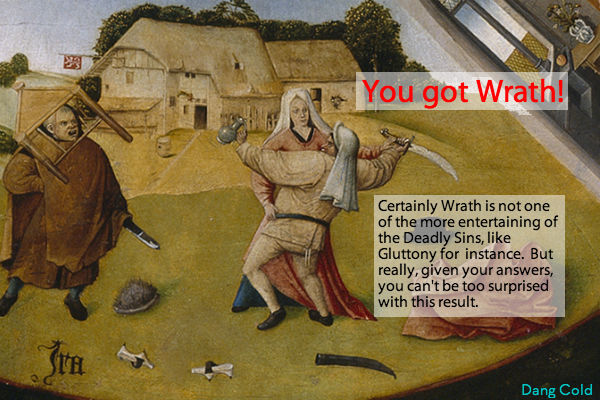 You got Wrath!
Certainly Wrath is not one
of the more entertaining of
the Deadly Sins, like
Gluttony for instance. But
really, given your answers,
you can't be too surprised
with this result.
Ira
Dang Cold